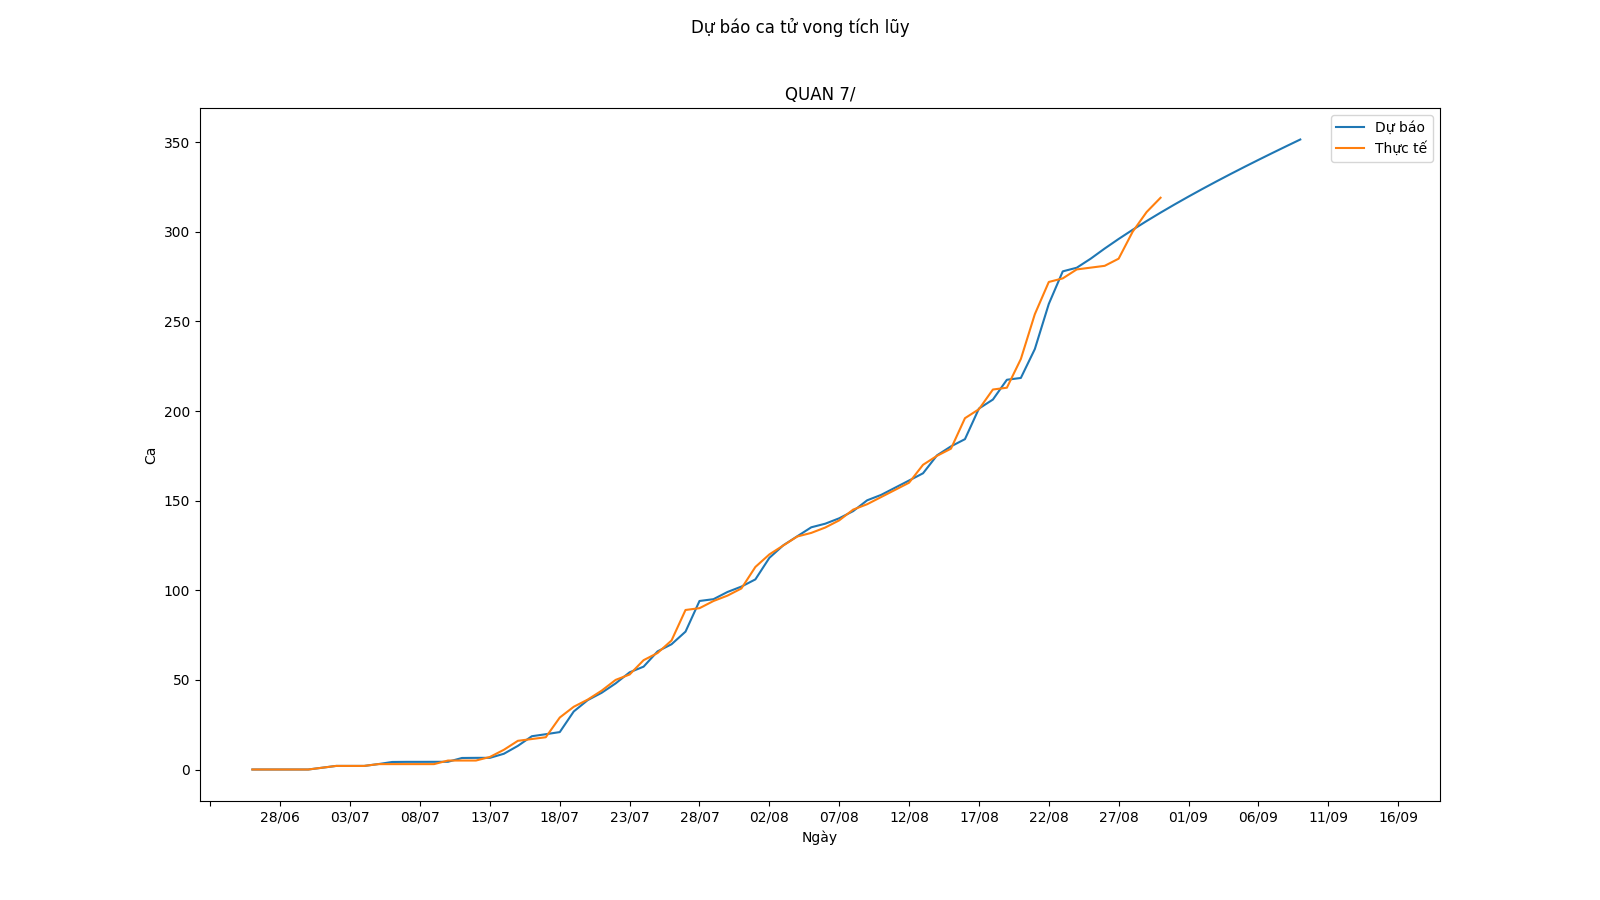 Dự báo ca tử vong tích lũy
QUAN 7/
Dự báo
Thực tế
350
300
250
200
150
100
50
0
Ca
28/06 03/07 08/07 13/07 18/07 23/07 28/07 02/08 07/08 12/08 17/08 22/08 27/08 01/09 06/09 11/09 16/09
Ngày